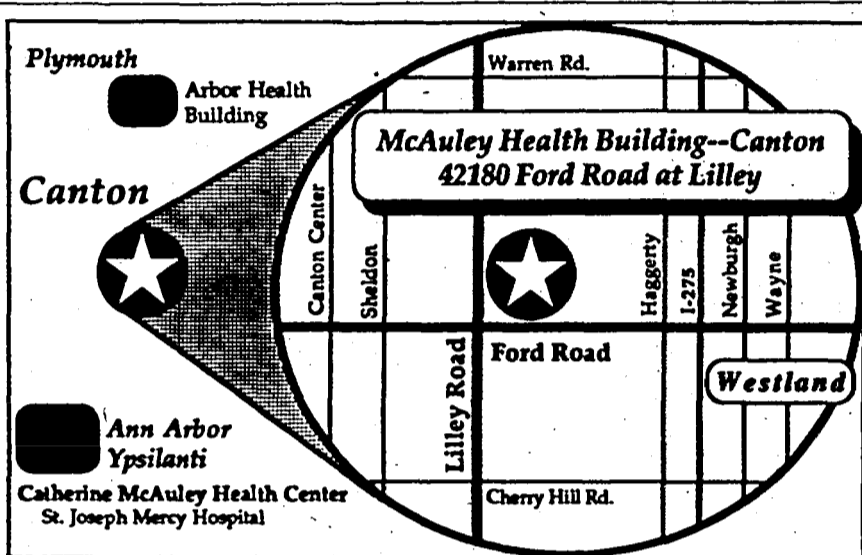 Plymouth
Arbor Health
Building
Canton
Warren Rd.
McAuley Health Building--Canton
42180 Ford Road at Lilley
Canton Center
Sheldon
Haggerty
I-275
Newburgh
Wayne
Lilley Road
Ford Road
Westland
Ann Arbor
Ypsilanti
Catherine McAuley Health Center
St. Joseph Mercy Hospital
Cherry Hill Rd.